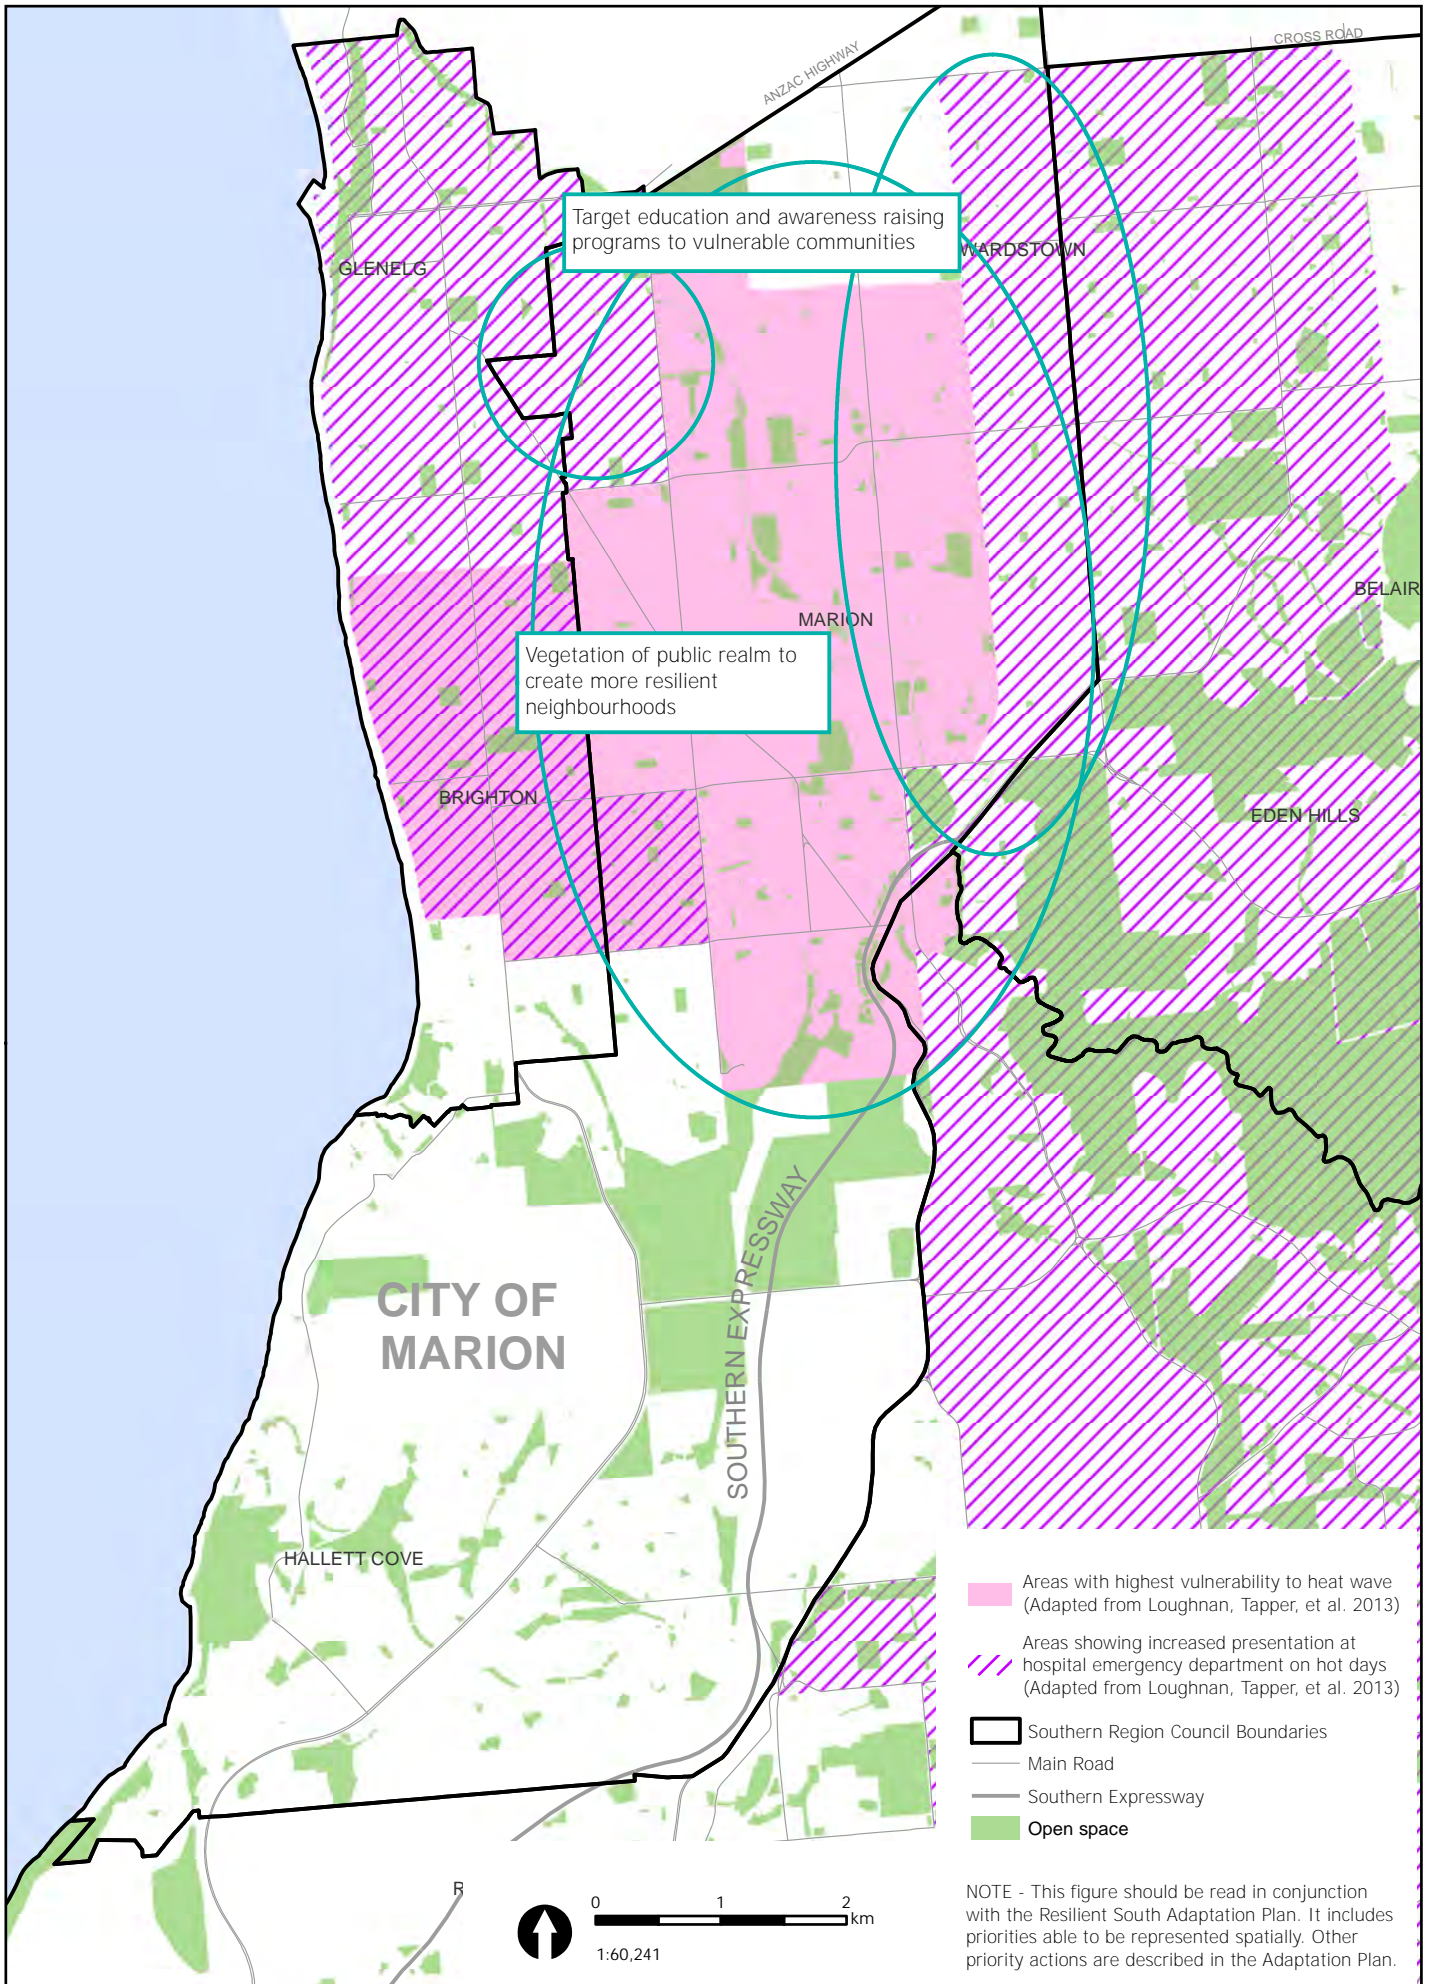 CROSS ROAD
ANZAC HIGHWAY
Target education and awareness raising
programs to vulnerable communities
WARDSTOWN
GLENELG
BELAIR
MARION
Vegetation of public realm to
create more resilient
neighbourhoods
BRIGHTON
EDEN HILLS
SOUTHERN EXPRESSWAY
CITY OF
MARION
HALLETT COVE
Areas with highest vulnerability to heat wave
(Adapted from Loughnan, Tapper, et al. 2013)
Areas showing increased presentation at
hospital emergency department on hot days
(Adapted from Loughnan, Tapper, et al. 2013)
Southern Region Council Boundaries
Main Road
Southern Expressway
Open space
R
0 1 2
km
1:60,241
NOTE - This figure should be read in conjunction
with the Resilient South Adaptation Plan. It includes
priorities able to be represented spatially. Other
priority actions are described in the Adaptation Plan.